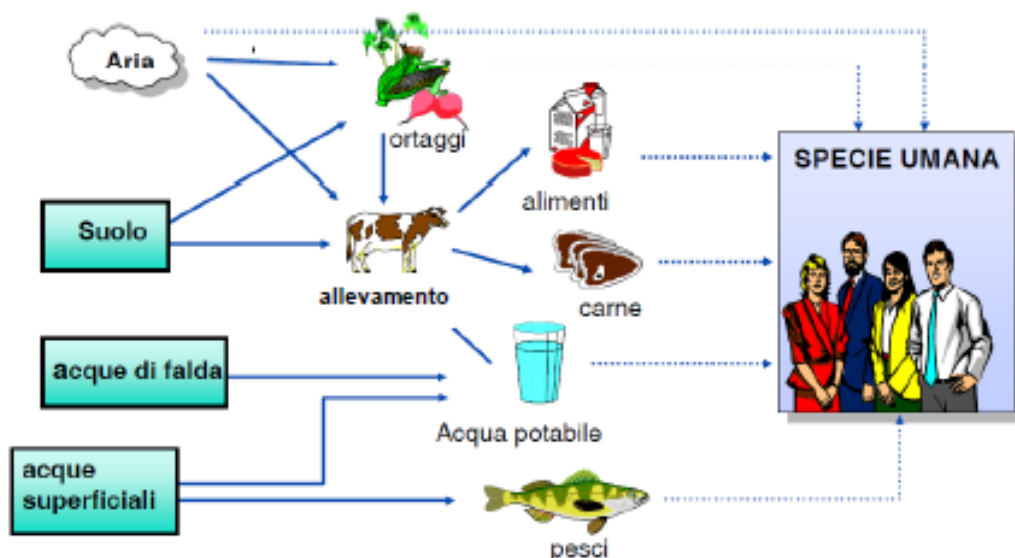 Aria
ortaggi
SPECIE UMANA
alimenti
Suolo
allevamento
carne
acque di falda
Acqua potabile
acque
superficiali
pesci